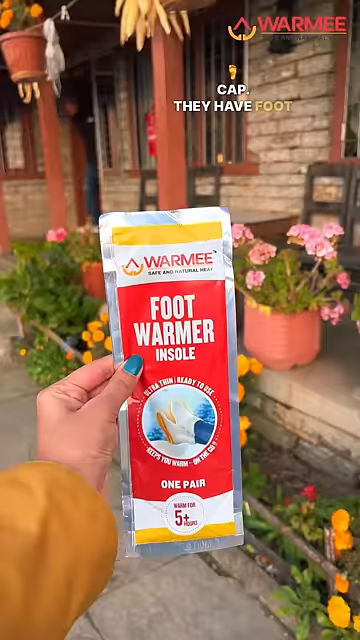 WARMEE
CAP.
THEY HAVE FOOT
WARMEE
SAFE AND NATURAL HEAT
FOOT
WARMER
INSOLE
ULTRA THIN | READY TO USE
KEEPS YOU WARM - ON THE GO !!
ONE PAIR
WARM FOR
5+
HOURS